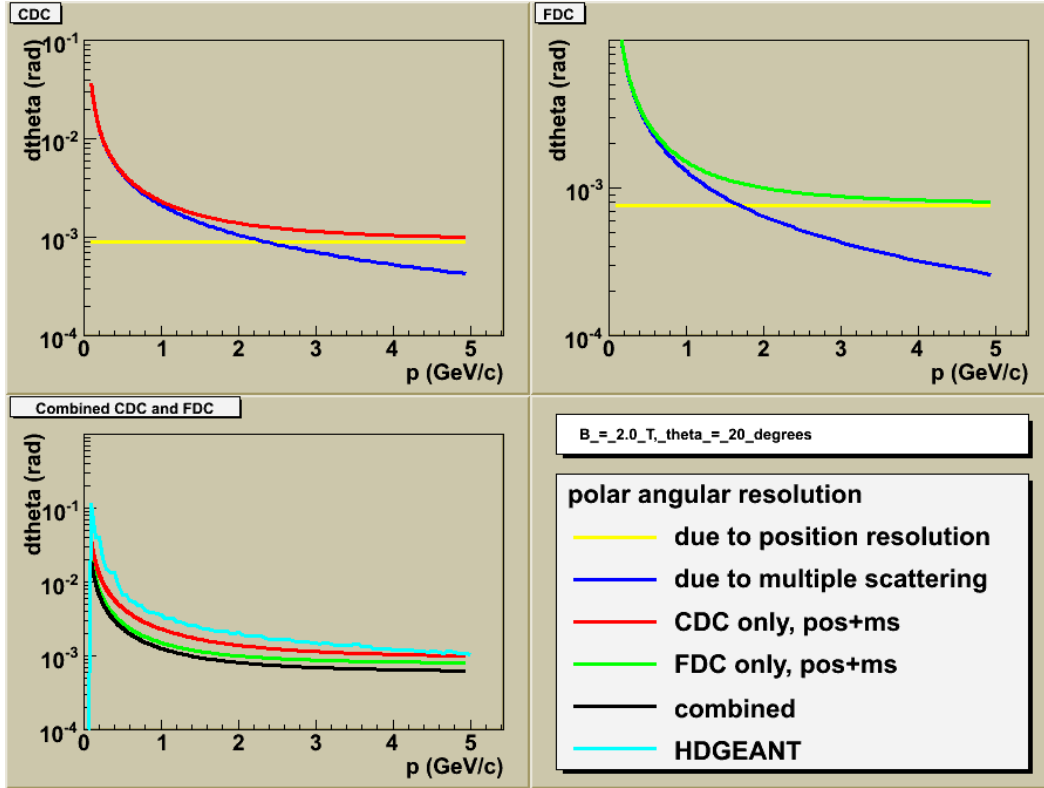 CDC
dtheta (rad)
10-1
10-2
10-3
10-4
0 1 2 3 4 5
p (GeV/c)
FDC
dtheta (rad)
10-3
10-4
0 1 2 3 4 5
p (GeV/c)
Combined CDC and FDC
dtheta (rad)
10-1
10-2
10-3
10-4
0 1 2 3 4 5
p (GeV/c)
B_=_2.0_T,_theta_=_20_degrees
polar angular resolution
due to position resolution
due to multiple scattering
CDC only, pos+ms
FDC only, pos+ms
combined
HDGEANT